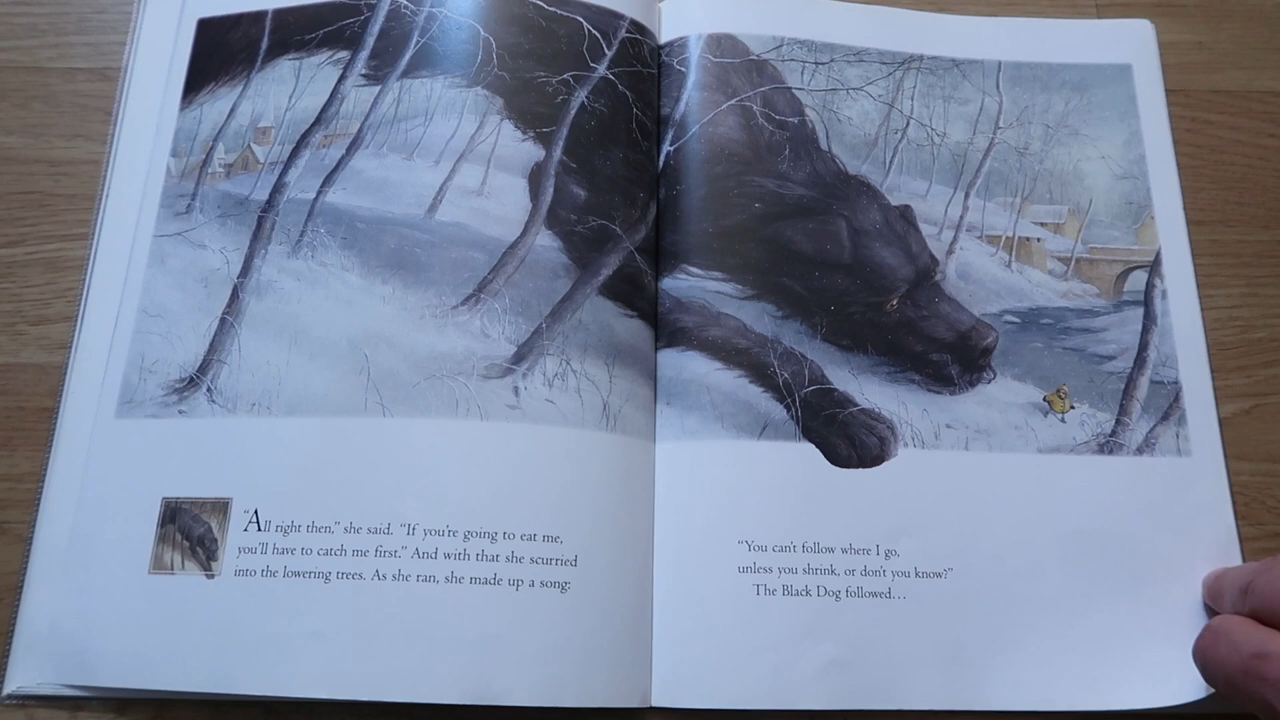 “All right then,” she said. “If you’re going to eat me,
you’ll have to catch me first.” And with that she scurried
into the lowering trees. As she ran, she made up a song:
“You can’t follow where I go,
unless you shrink, or don’t you know?”
The Black Dog followed…